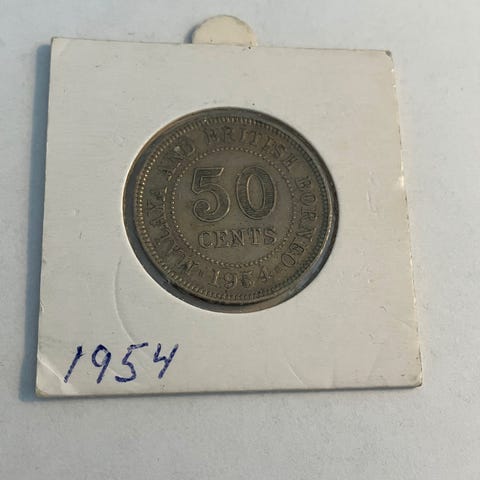 MALAYA AND BRITISH BORNEO
50
CENTS
1954
1954